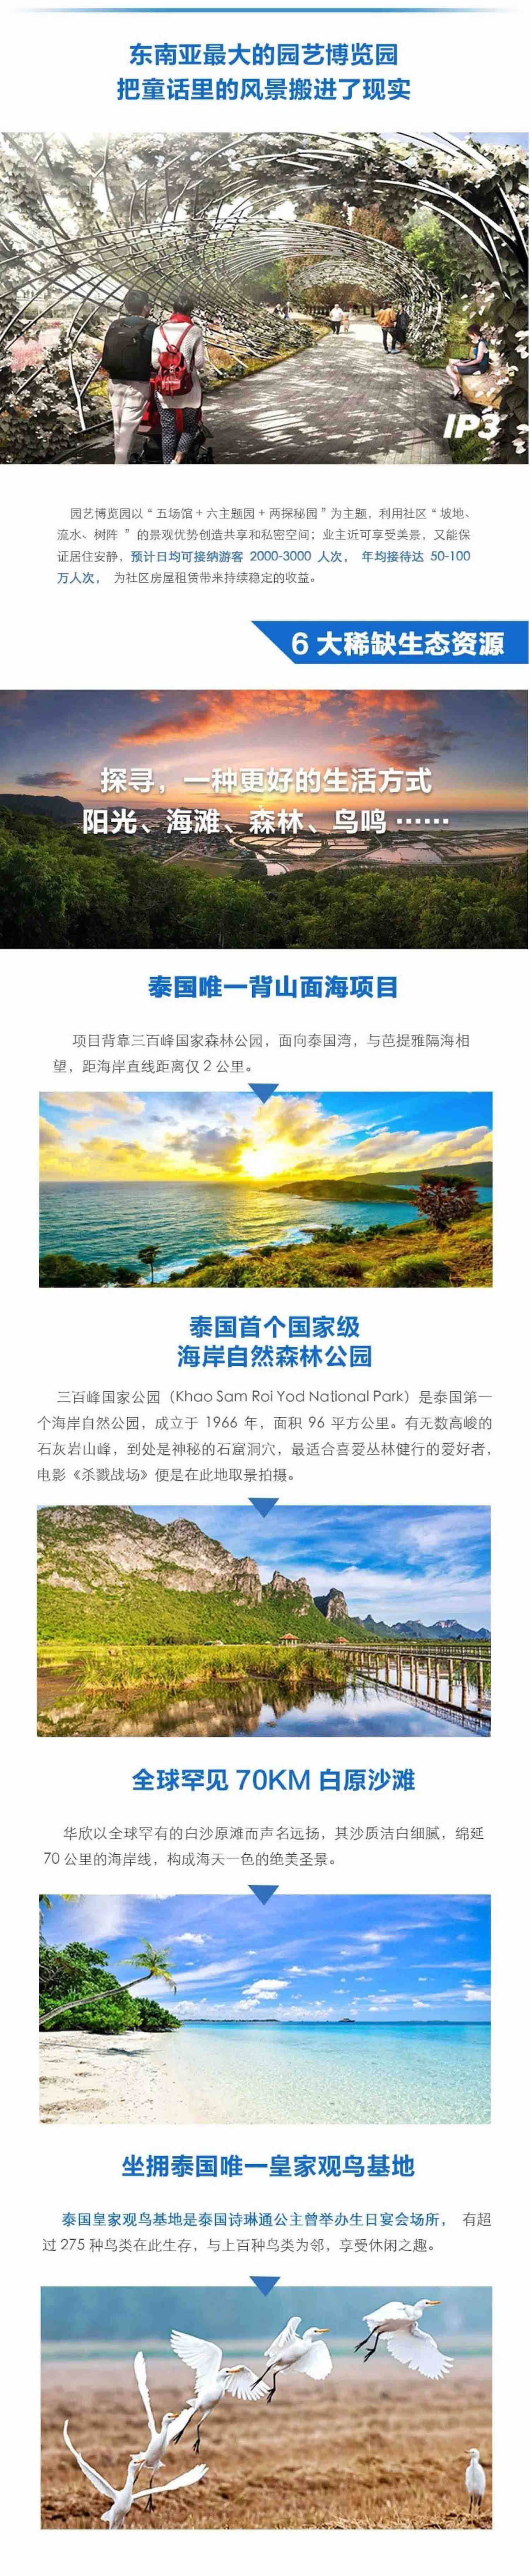 东南亚最大的园艺博览园
把童话里的风景搬进了现实
IP3
园艺博览园以“五场馆+六主题园+两探秘园”为主题，利用社区“坡地、
流水、树阵 ”的景观优势创造共享和私密空间；业主近可享受美景，又能保
证居住安静，预计日均可接纳游客 2000-3000 人次， 年均接待达 50-100
万人次， 为社区房屋租赁带来持续稳定的收益。
6 大稀缺生态资源
探寻，一种更好的生活方式
阳光、海滩、森林、鸟鸣 ……
泰国唯一背山面海项目
项目背靠三百峰国家森林公园，面向泰国湾，与芭提雅隔海相
望，距海岸直线距离仅 2 公里。
泰国首个国家级
海岸自然森林公园
三百峰国家公园（Khao Sam Roi Yod National Park）是泰国第一
个海岸自然公园，成立于 1966 年，面积 96 平方公里。有无数高峻的
石灰岩山峰，到处是神秘的石窟洞穴，最适合喜爱丛林健行的爱好者，
电影《杀戮战场》便是在此地取景拍摄。
全球罕见 70KM 白原沙滩
华欣以全球罕有的白沙原滩而声名远扬，其沙质洁白细腻，绵延
70 公里的海岸线，构成海天一色的绝美圣景。
坐拥泰国唯一皇家观鸟基地
泰国皇家观鸟基地是泰国诗琳通公主曾举办生日宴会场所， 有超
过 275 种鸟类在此生存，与上百种鸟类为邻，享受休闲之趣。